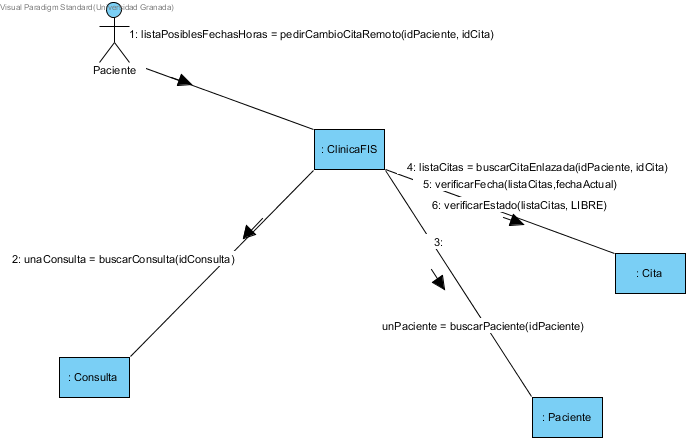 Visual Paradigm Standard(Universidad Granada)
1: listaPosiblesFechasHoras = pedirCambioCitaRemoto(idPaciente, idCita)
Paciente
: ClinicaFIS
4: listaCitas = buscarCitaEnlazada(idPaciente, idCita)
5: verificarFecha(listaCitas,fechaActual)
6: verificarEstado(listaCitas, LIBRE)
3:
2: unaConsulta = buscarConsulta(idConsulta)
: Cita
unPaciente = buscarPaciente(idPaciente)
: Consulta
: Paciente